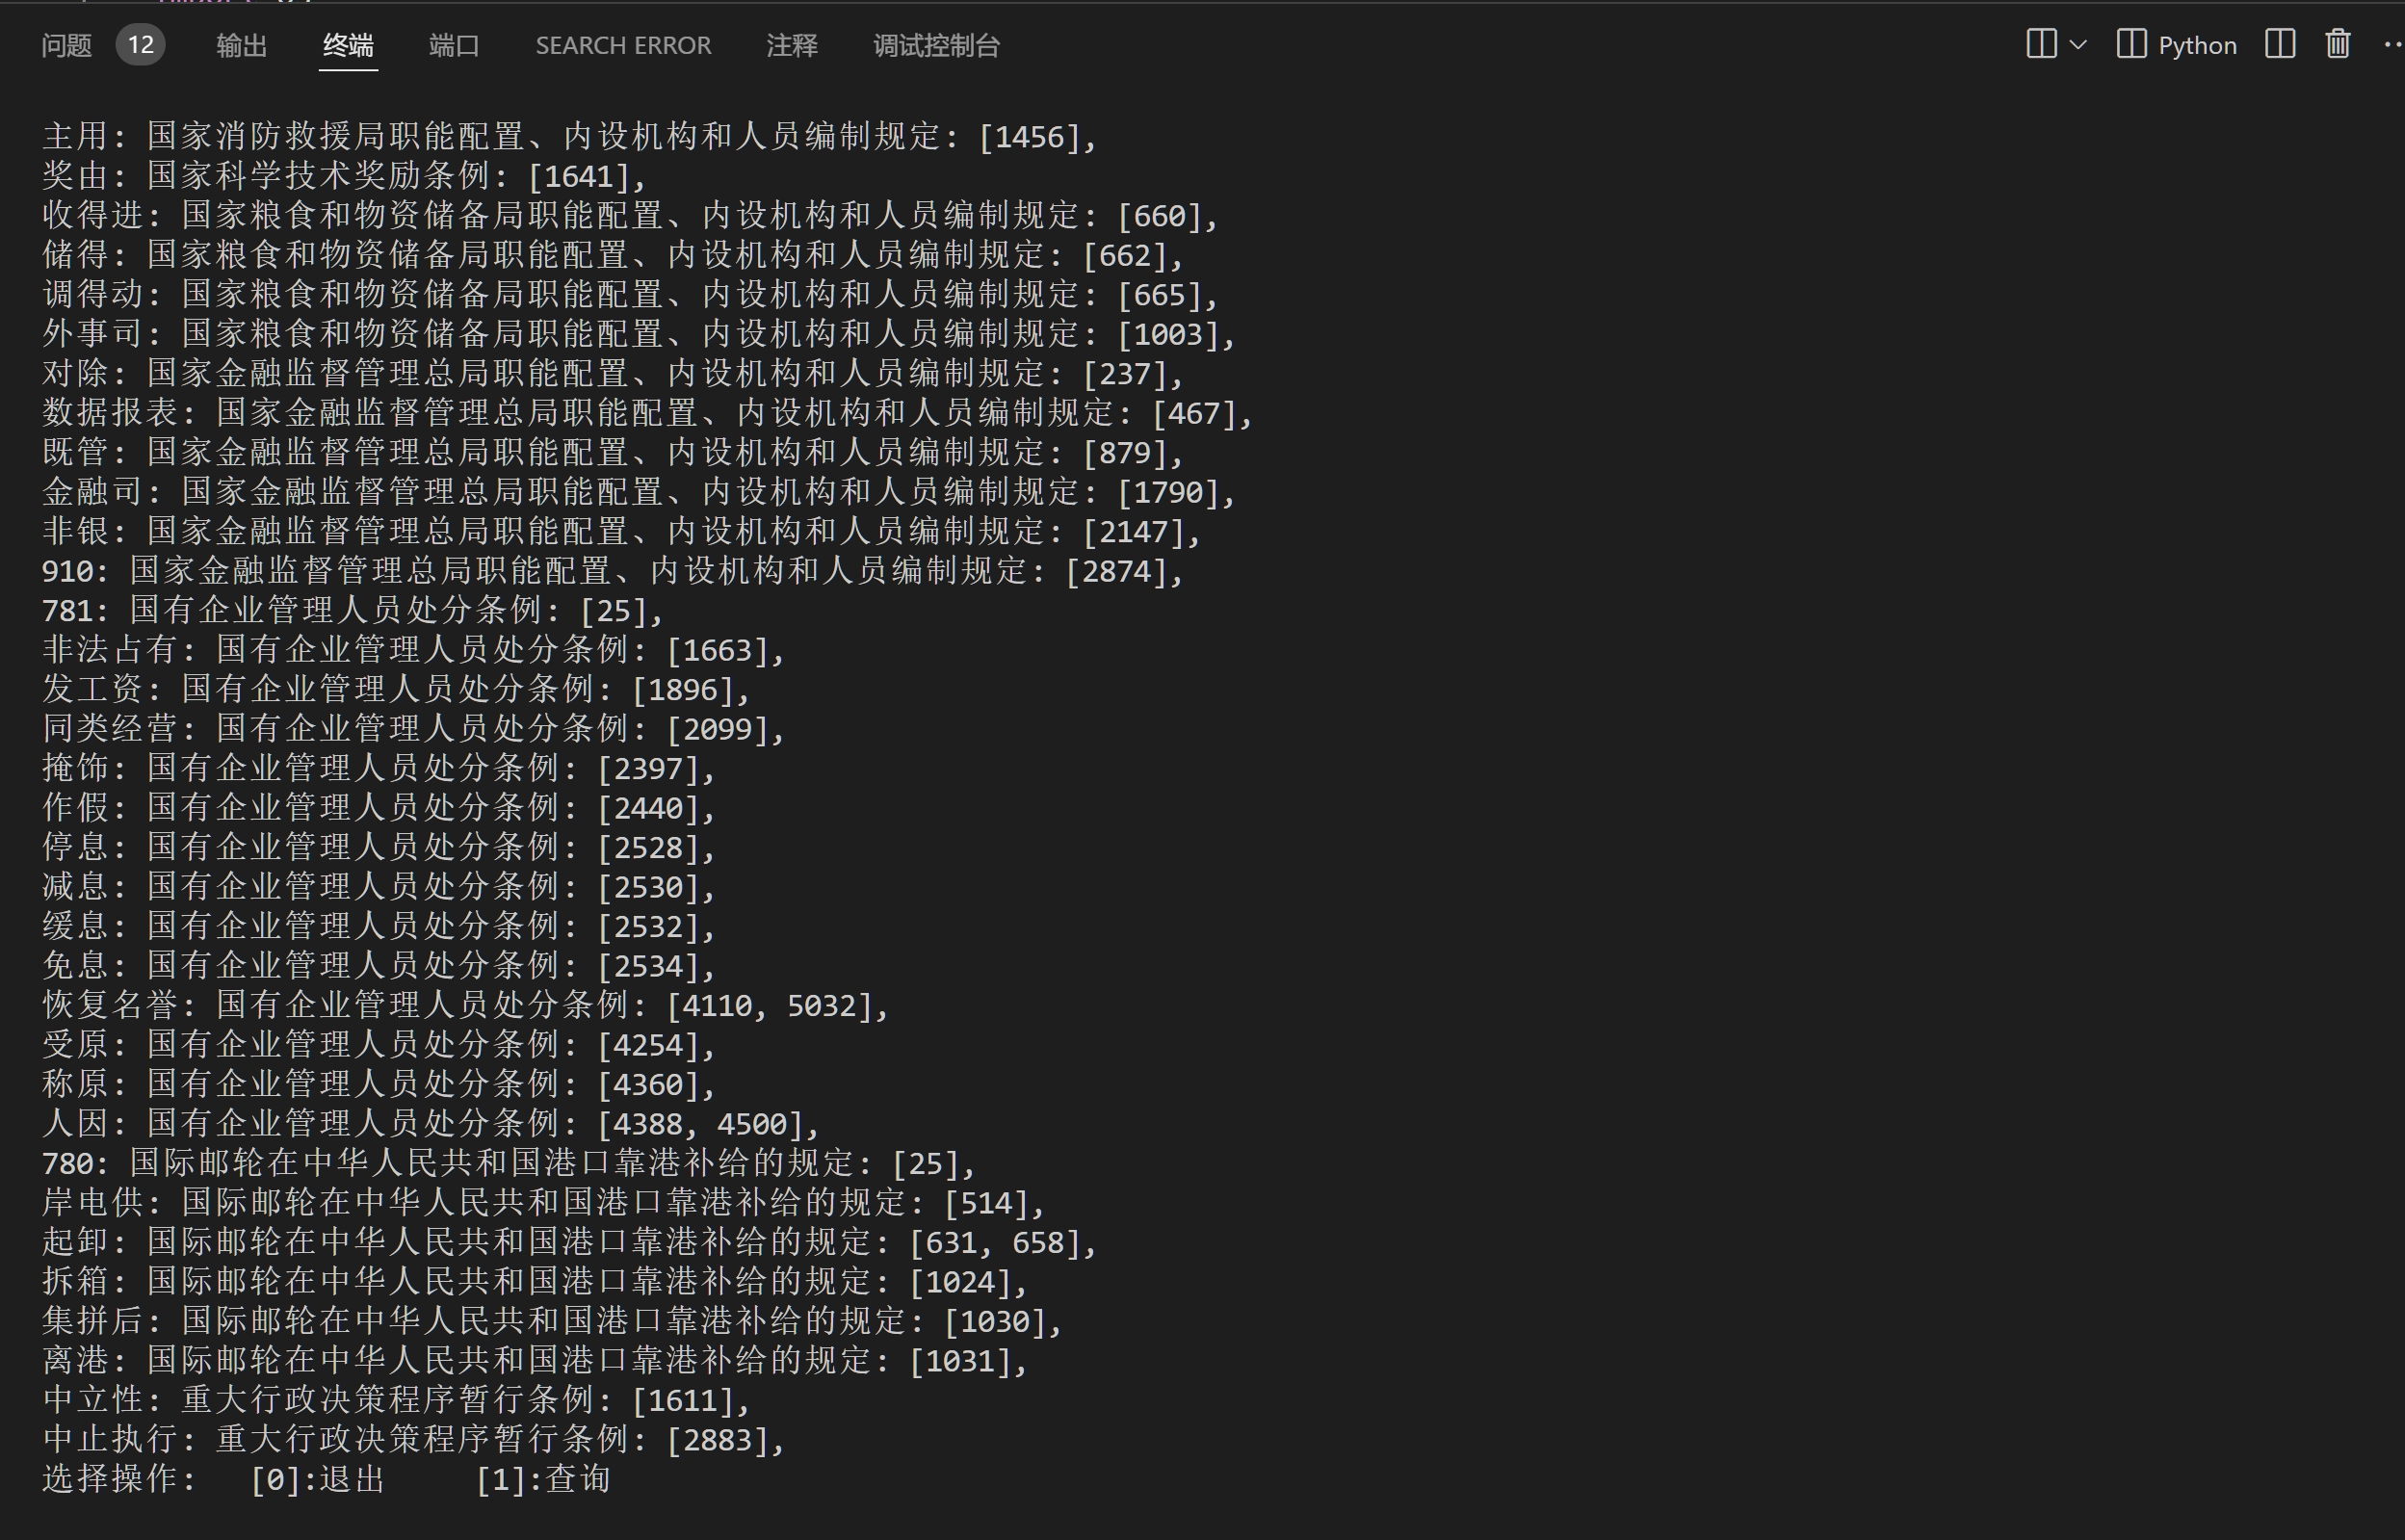 问题 12 输出 终端 端口 SEARCH ERROR 注释 调试控制台 Python
主用: 国家消防救援局职能配置、内设机构和人员编制规定: [1456],
奖由: 国家科学技术奖励条例: [1641],
收得进: 国家粮食和物资储备局职能配置、内设机构和人员编制规定: [660],
储得: 国家粮食和物资储备局职能配置、内设机构和人员编制规定: [662],
调得动: 国家粮食和物资储备局职能配置、内设机构和人员编制规定: [665],
外事司: 国家粮食和物资储备局职能配置、内设机构和人员编制规定: [1003],
对除: 国家金融监督管理总局职能配置、内设机构和人员编制规定: [237],
数据报表: 国家金融监督管理总局职能配置、内设机构和人员编制规定: [467],
既管: 国家金融监督管理总局职能配置、内设机构和人员编制规定: [879],
金融司: 国家金融监督管理总局职能配置、内设机构和人员编制规定: [1790],
非银: 国家金融监督管理总局职能配置、内设机构和人员编制规定: [2147],
910: 国家金融监督管理总局职能配置、内设机构和人员编制规定: [2874],
781: 国有企业管理人员处分条例: [25],
非法占有: 国有企业管理人员处分条例: [1663],
发工资: 国有企业管理人员处分条例: [1896],
同类经营: 国有企业管理人员处分条例: [2099],
掩饰: 国有企业管理人员处分条例: [2397],
作假: 国有企业管理人员处分条例: [2440],
停息: 国有企业管理人员处分条例: [2528],
减息: 国有企业管理人员处分条例: [2530],
缓息: 国有企业管理人员处分条例: [2532],
免息: 国有企业管理人员处分条例: [2534],
恢复名誉: 国有企业管理人员处分条例: [4110, 5032],
受原: 国有企业管理人员处分条例: [4254],
称原: 国有企业管理人员处分条例: [4360],
人因: 国有企业管理人员处分条例: [4388, 4500],
780: 国际邮轮在中华人民共和国港口靠港补给的规定: [25],
岸电供: 国际邮轮在中华人民共和国港口靠港补给的规定: [514],
起卸: 国际邮轮在中华人民共和国港口靠港补给的规定: [631, 658],
拆箱: 国际邮轮在中华人民共和国港口靠港补给的规定: [1024],
集拼后: 国际邮轮在中华人民共和国港口靠港补给的规定: [1030],
离港: 国际邮轮在中华人民共和国港口靠港补给的规定: [1031],
中立性: 重大行政决策程序暂行条例: [1611],
中止执行: 重大行政决策程序暂行条例: [2883],
选择操作: [0]:退出 [1]:查询